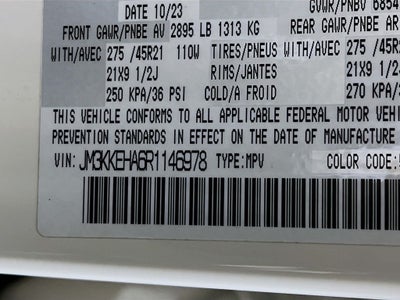 DATE 10/23 GVWR/PNBV 6854
FRONT GAWR/PNBE AV 2895 LB 1313 KG REAR GAWR/PNBE AR
WITH/AVEC 275 /45R21 110W TIRES/PNEUS WITH/AVEC 275 /45R
21X9 1/2J RIMS/JANTES 21X9 1/2J
250 KPA/36 PSI COLD/A FROID 270 KPA/3
THIS VEHICLE CONFORMS TO ALL APPLICABLE FEDERAL MOTOR VEHIC
PREVENTION STANDARDS IN EFFECT ON THE DATE OF MANUFACTURE
VIN: JM3KKEHA6R1146978 TYPE:MPV COLOR CODE: